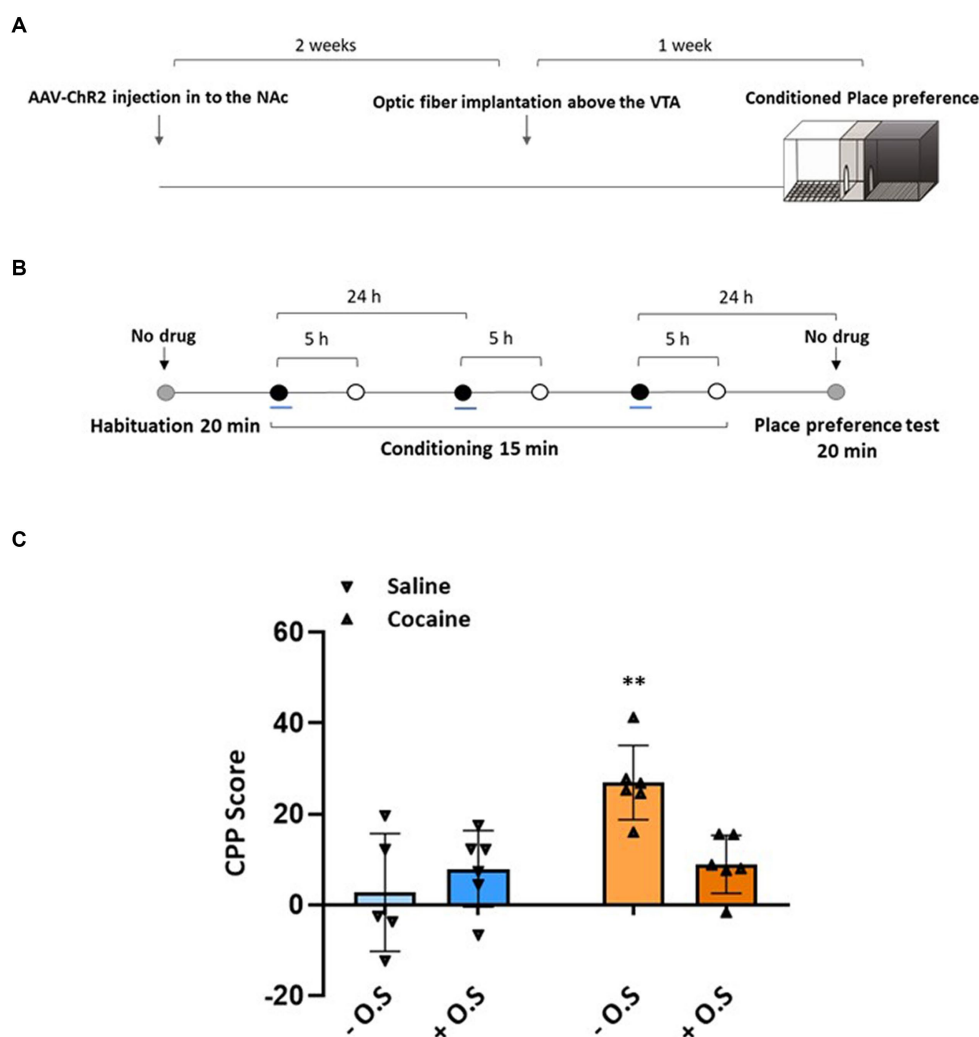 A
2 weeks
1 week
AAV-ChR2 injection in to the NAc
Optic fiber implantation above the VTA
Conditioned Place preference
B
24 h
24 h
No drug
5 h
5 h
5 h
No drug
Habituation 20 min
Conditioning 15 min
Place preference test
20 min
C
Saline
Cocaine
60
40
20
0
-20
CPP Score
**
- O.S
+ O.S
- O.S
+ O.S